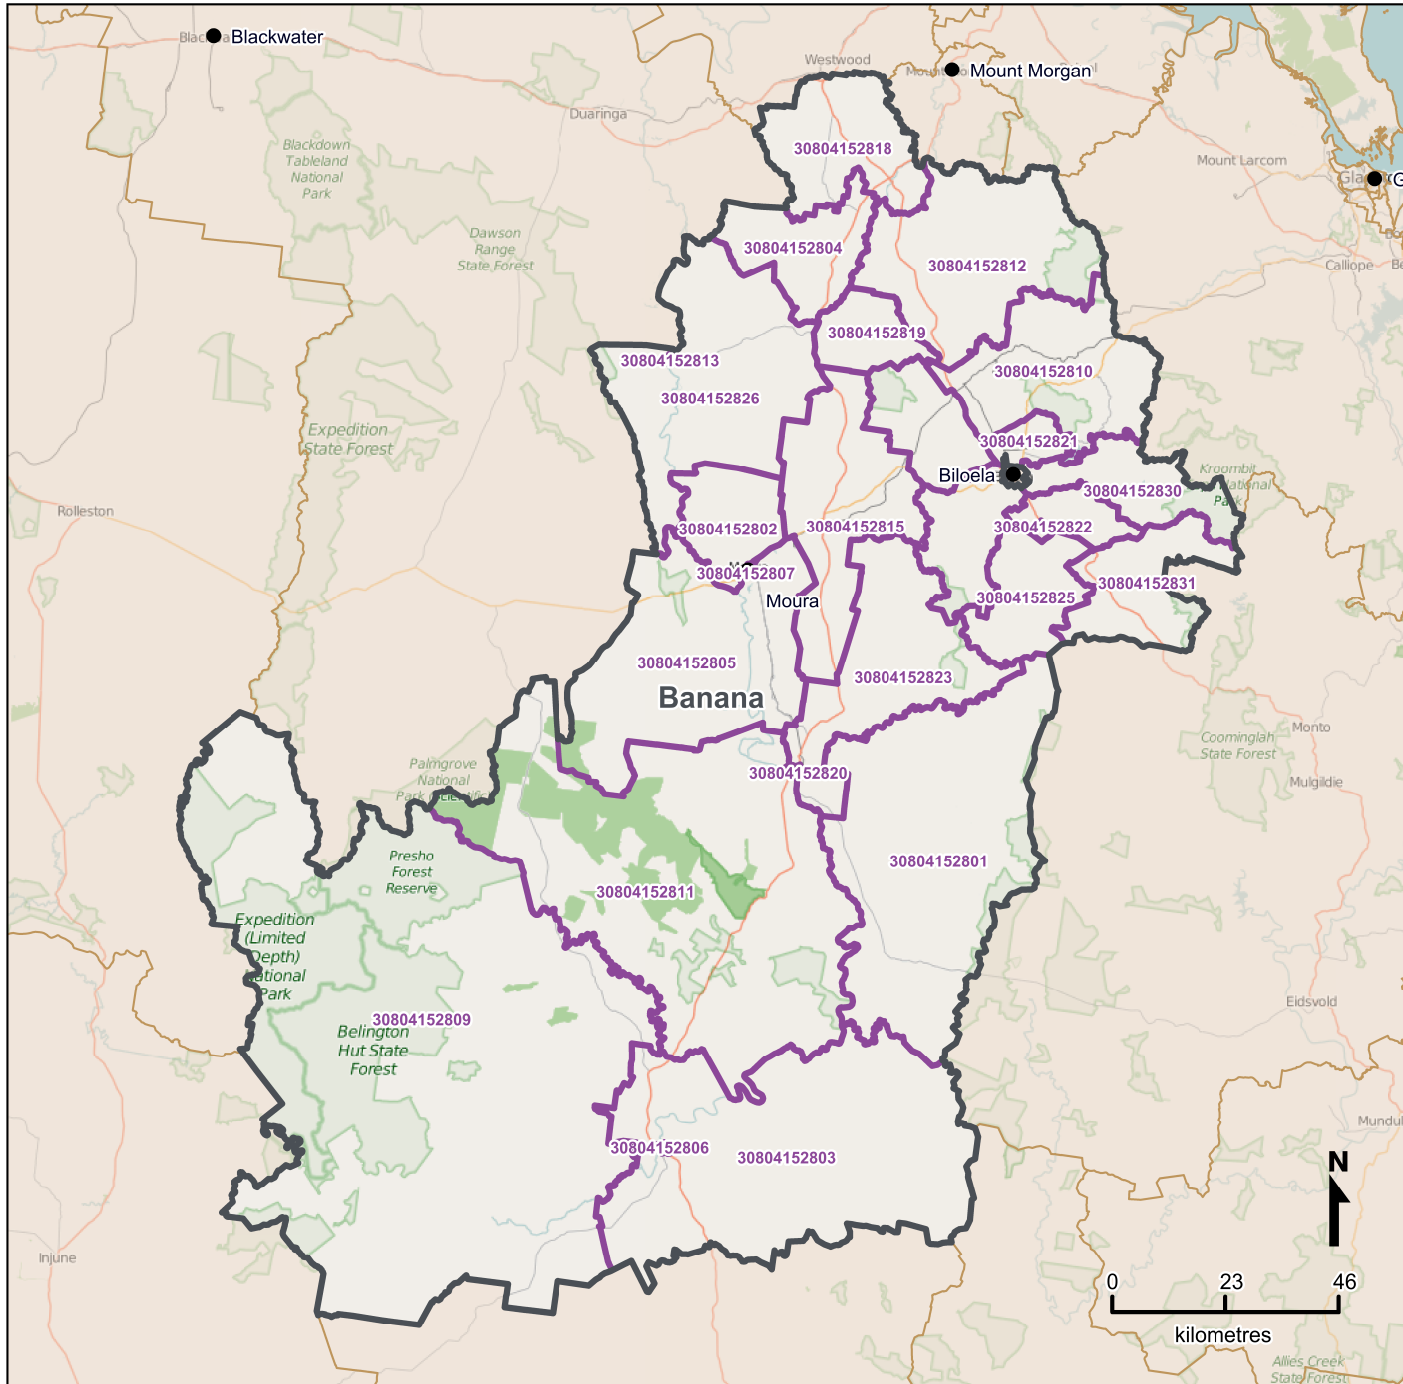 Blackwater
Westwood
Mount Morgan
Duaringa
30804152818
Blackdown
Tableland
National
Park
Mount Larcom
Dawson
Range
State Forest
30804152804
30804152812
Calliope
30804152819
30804152813
30804152810
30804152826
Expedition
State Forest
30804152821
Biloela
Kroombit
National
Park
30804152830
Rolleston
30804152802
30804152815
30804152822
30804152807
Moura
30804152831
30804152825
30804152805
30804152823
Banana
Monto
Coominglah
State Forest
Palmgrove
National
Park
30804152820
Mulgildie
Presho
Forest
Reserve
30804152801
30804152811
Expedition
(Limited
Depth)
National
Park
Eidsvold
30804152809
Belington
Hut State
Forest
30804152806
30804152803
N
Injune
0 23 46
kilometres
Allies Creek
State Forest